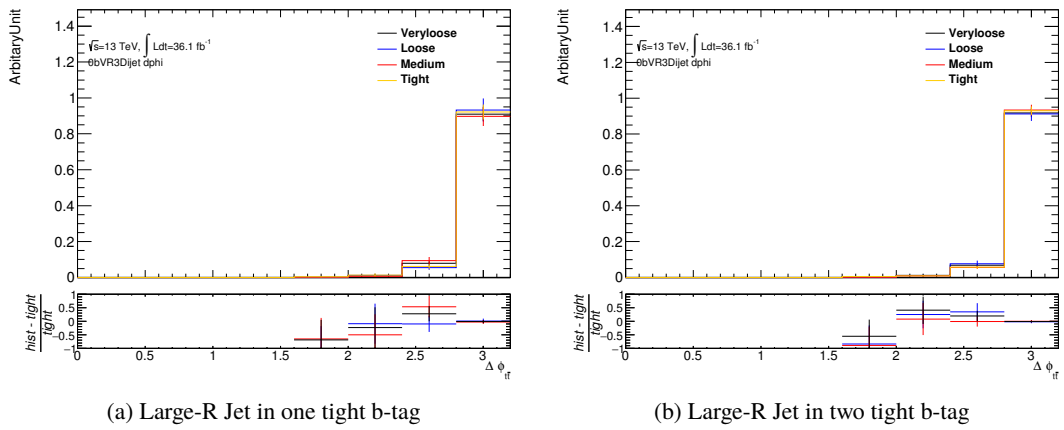 ArbitaryUnit
1.4
1.2
1
0.8
0.6
0.4
0.2
0
√s=13 TeV, ∫ Ldt=36.1 fb⁻¹
0bVR3Dijet dphi
Veryloose
Loose
Medium
Tight
hist - tight
tight
1
0.5
0
−0.5
−1
0 0.5 1 1.5 2 2.5 3
Δ ϕ tt̄
(a) Large-R Jet in one tight b-tag
ArbitaryUnit
1.4
1.2
1
0.8
0.6
0.4
0.2
0
√s=13 TeV, ∫ Ldt=36.1 fb⁻¹
0bVR3Dijet dphi
Veryloose
Loose
Medium
Tight
hist - tight
tight
1
0.5
0
−0.5
−1
0 0.5 1 1.5 2 2.5 3
Δ ϕ tt̄
(b) Large-R Jet in two tight b-tag